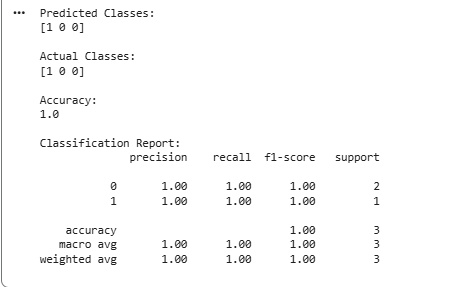 •••
Predicted Classes:
[1 0 0]
Actual Classes:
[1 0 0]
Accuracy:
1.0
Classification Report:
precision recall f1-score support
0 1.00 1.00 1.00 2
1 1.00 1.00 1.00 1
accuracy 1.00 3
macro avg 1.00 1.00 1.00 3
weighted avg 1.00 1.00 1.00 3